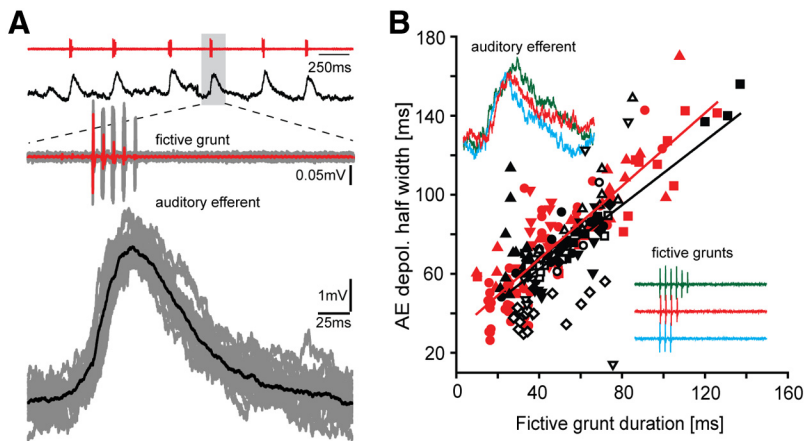 A
250ms
fictive grunt
0.05mV
auditory efferent
1mV
25ms
B
180
140
100
60
20
AE depol. half width [ms]
auditory efferent
fictive grunts
0 40 80 120 160
Fictive grunt duration [ms]